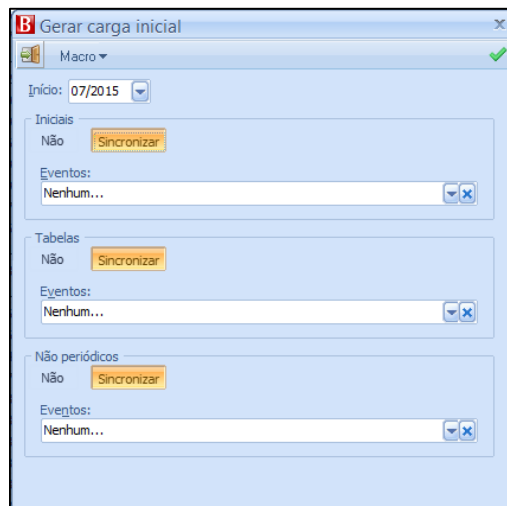 B Gerar carga inicial
Macro
Início: 07/2015
Iniciais
Não Sincronizar
Eventos:
Nenhum...
Tabelas
Não Sincronizar
Eventos:
Nenhum...
Não periódicos
Não Sincronizar
Eventos:
Nenhum...